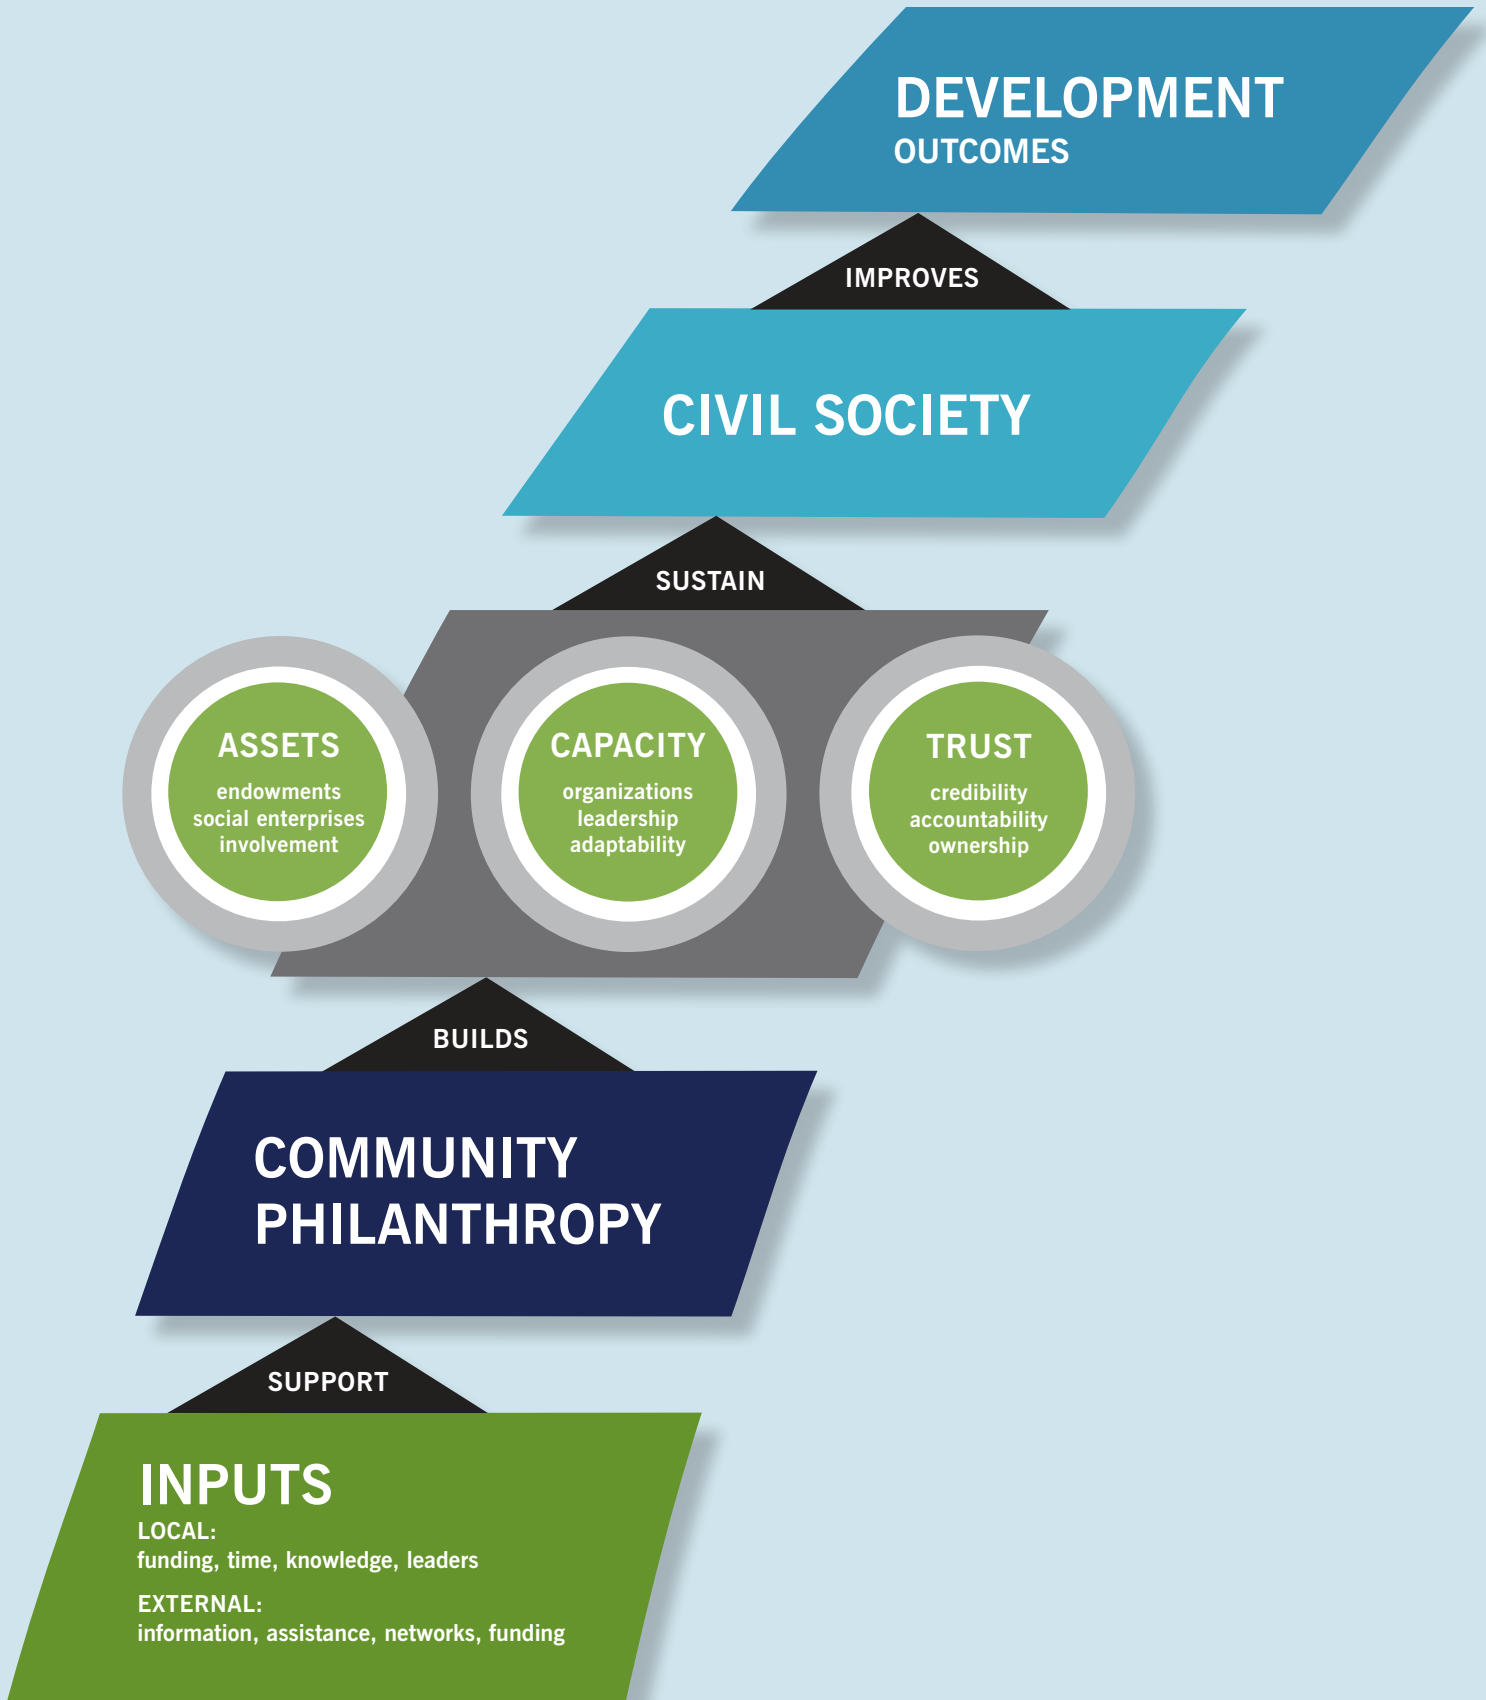 DEVELOPMENT
OUTCOMES
IMPROVES
CIVIL SOCIETY
SUSTAIN
ASSETS
endowments
social enterprises
involvement
CAPACITY
organizations
leadership
adaptability
TRUST
credibility
accountability
ownership
BUILDS
COMMUNITY
PHILANTHROPY
SUPPORT
INPUTS
LOCAL:
funding, time, knowledge, leaders
EXTERNAL:
information, assistance, networks, funding